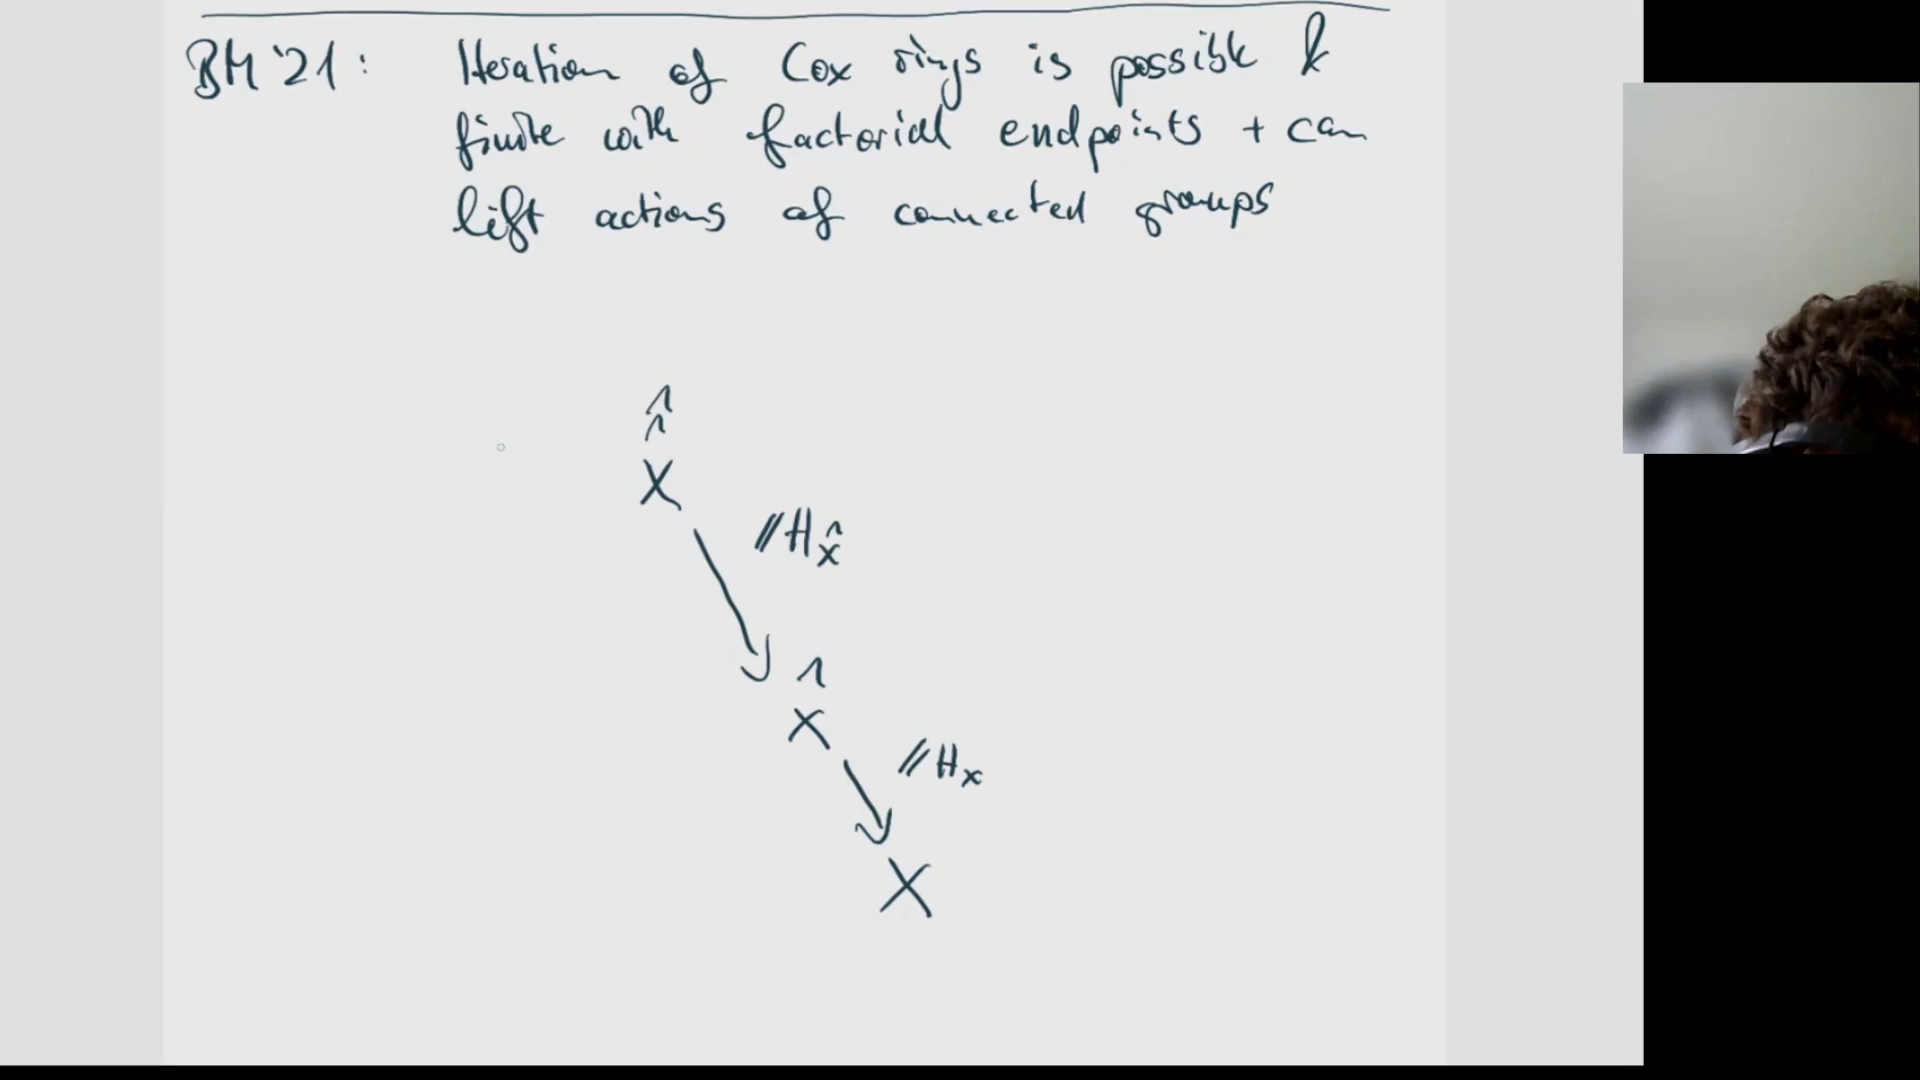 BM '21: Iteration of Cox rings is possible &
finite with factorial endpoints + can
lift actions of connected groups
^
^
X
//H_x̂
^
X
//H_x
X